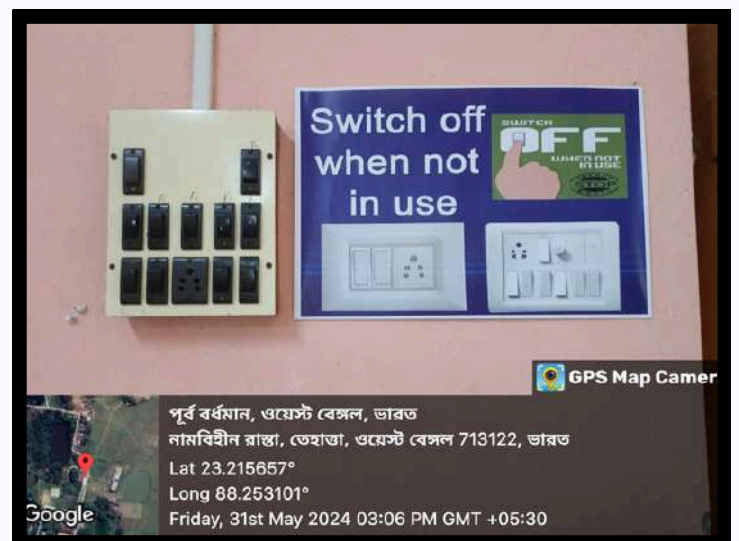 Switch off
when not
in use
SWITCH
OFF
WHEN NOT
IN USE
GPS Map Camer
পূর্ব বর্ধমান, ওয়েস্ট বেঙ্গল, ভারত
নামবিহীন রাস্তা, তেহাত্তা, ওয়েস্ট বেঙ্গল 713122, ভারত
Lat 23.215657°
Long 88.253101°
Friday, 31st May 2024 03:06 PM GMT +05:30
Google